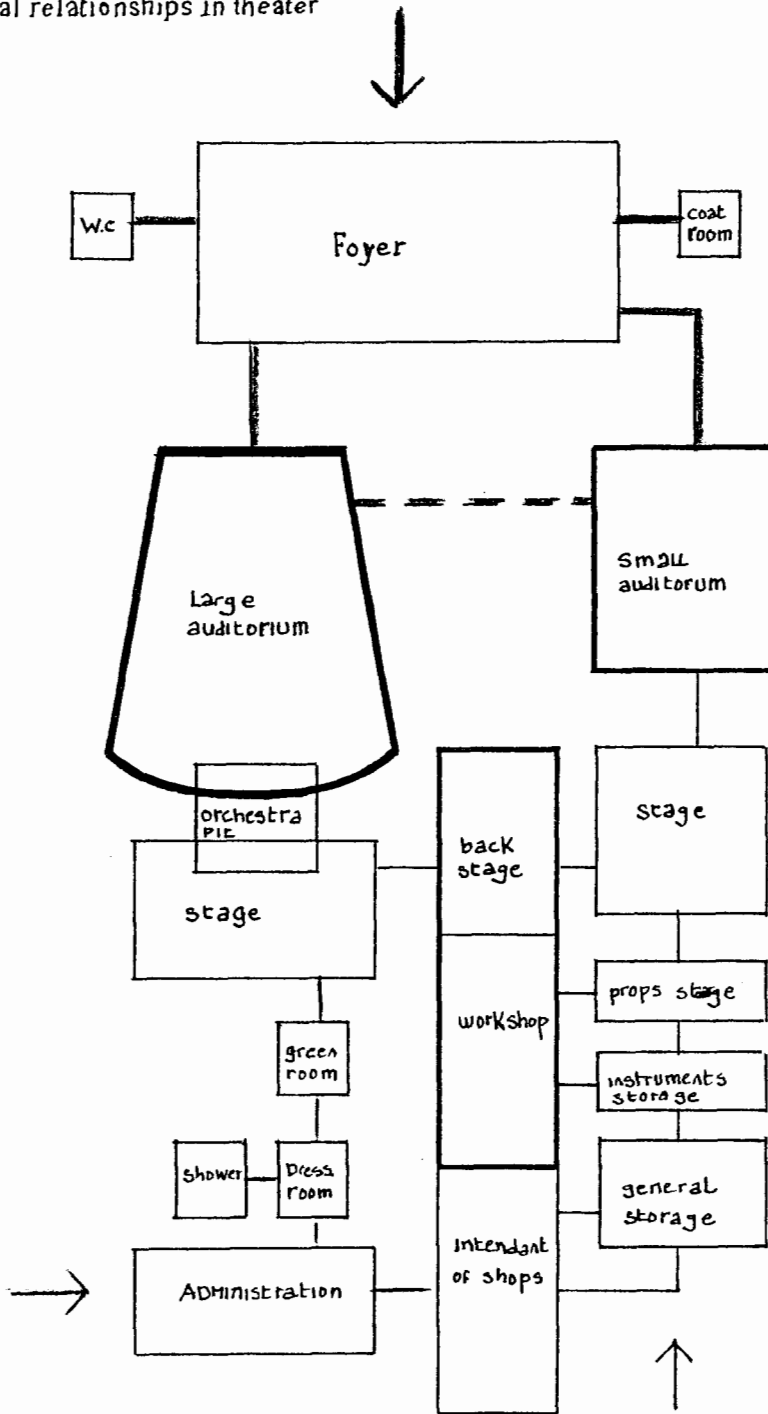 al relationships in theater
W.C
Foyer
coat
room
Large
auditorium
small
auditorum
orchestra
pit
stage
back
stage
stage
workshop
props stage
instruments
storage
green
room
shower
Dress
room
general
storage
Intendant
of shops
ADMINistration